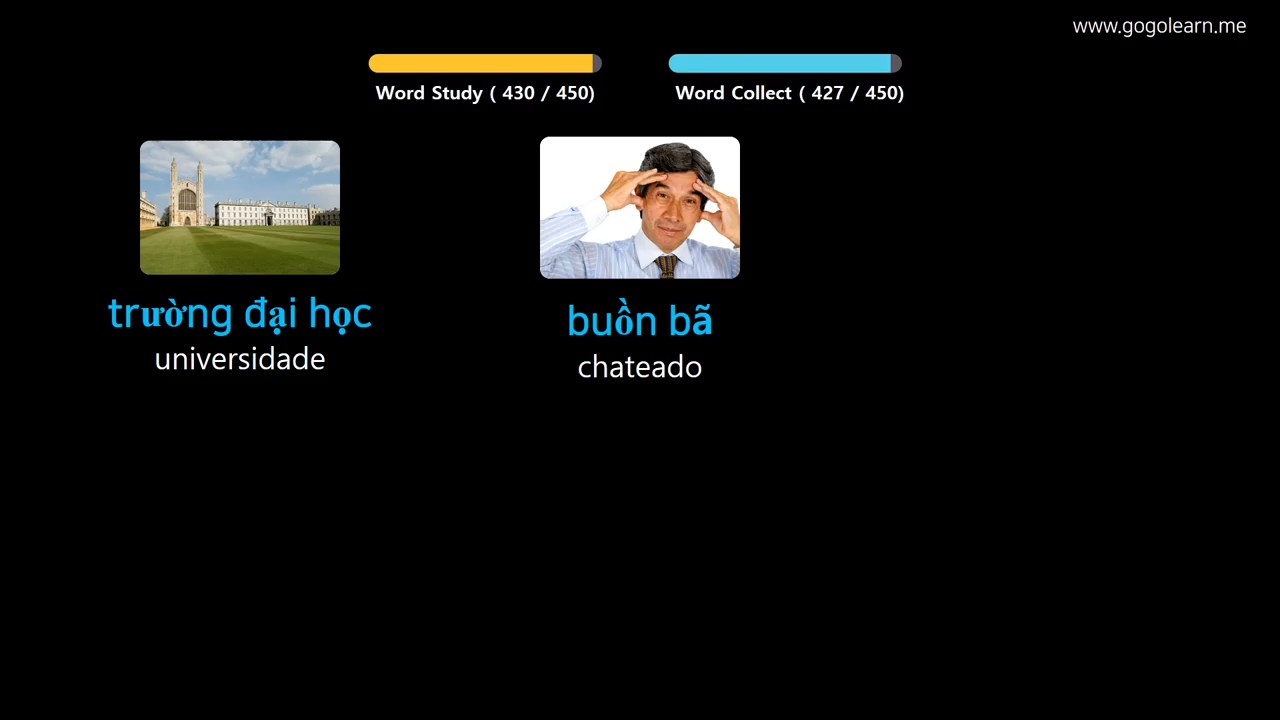 www.gogolearn.me
Word Study ( 430 / 450)
Word Collect ( 427 / 450)
trường đại học
universidade
buồn bã
chateado